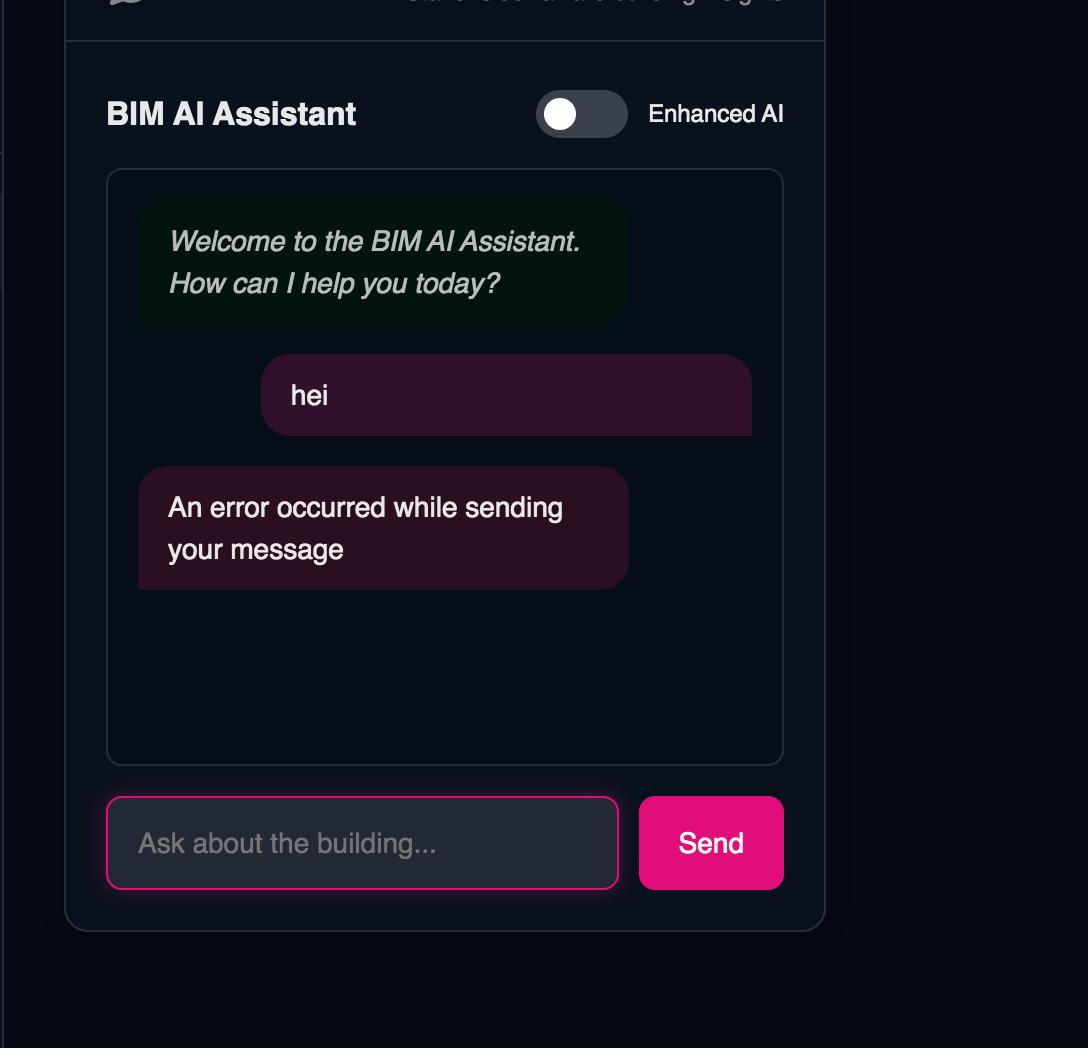 BIM AI Assistant
Enhanced AI
Welcome to the BIM AI Assistant.
How can I help you today?
hei
An error occurred while sending
your message
Ask about the building...
Send